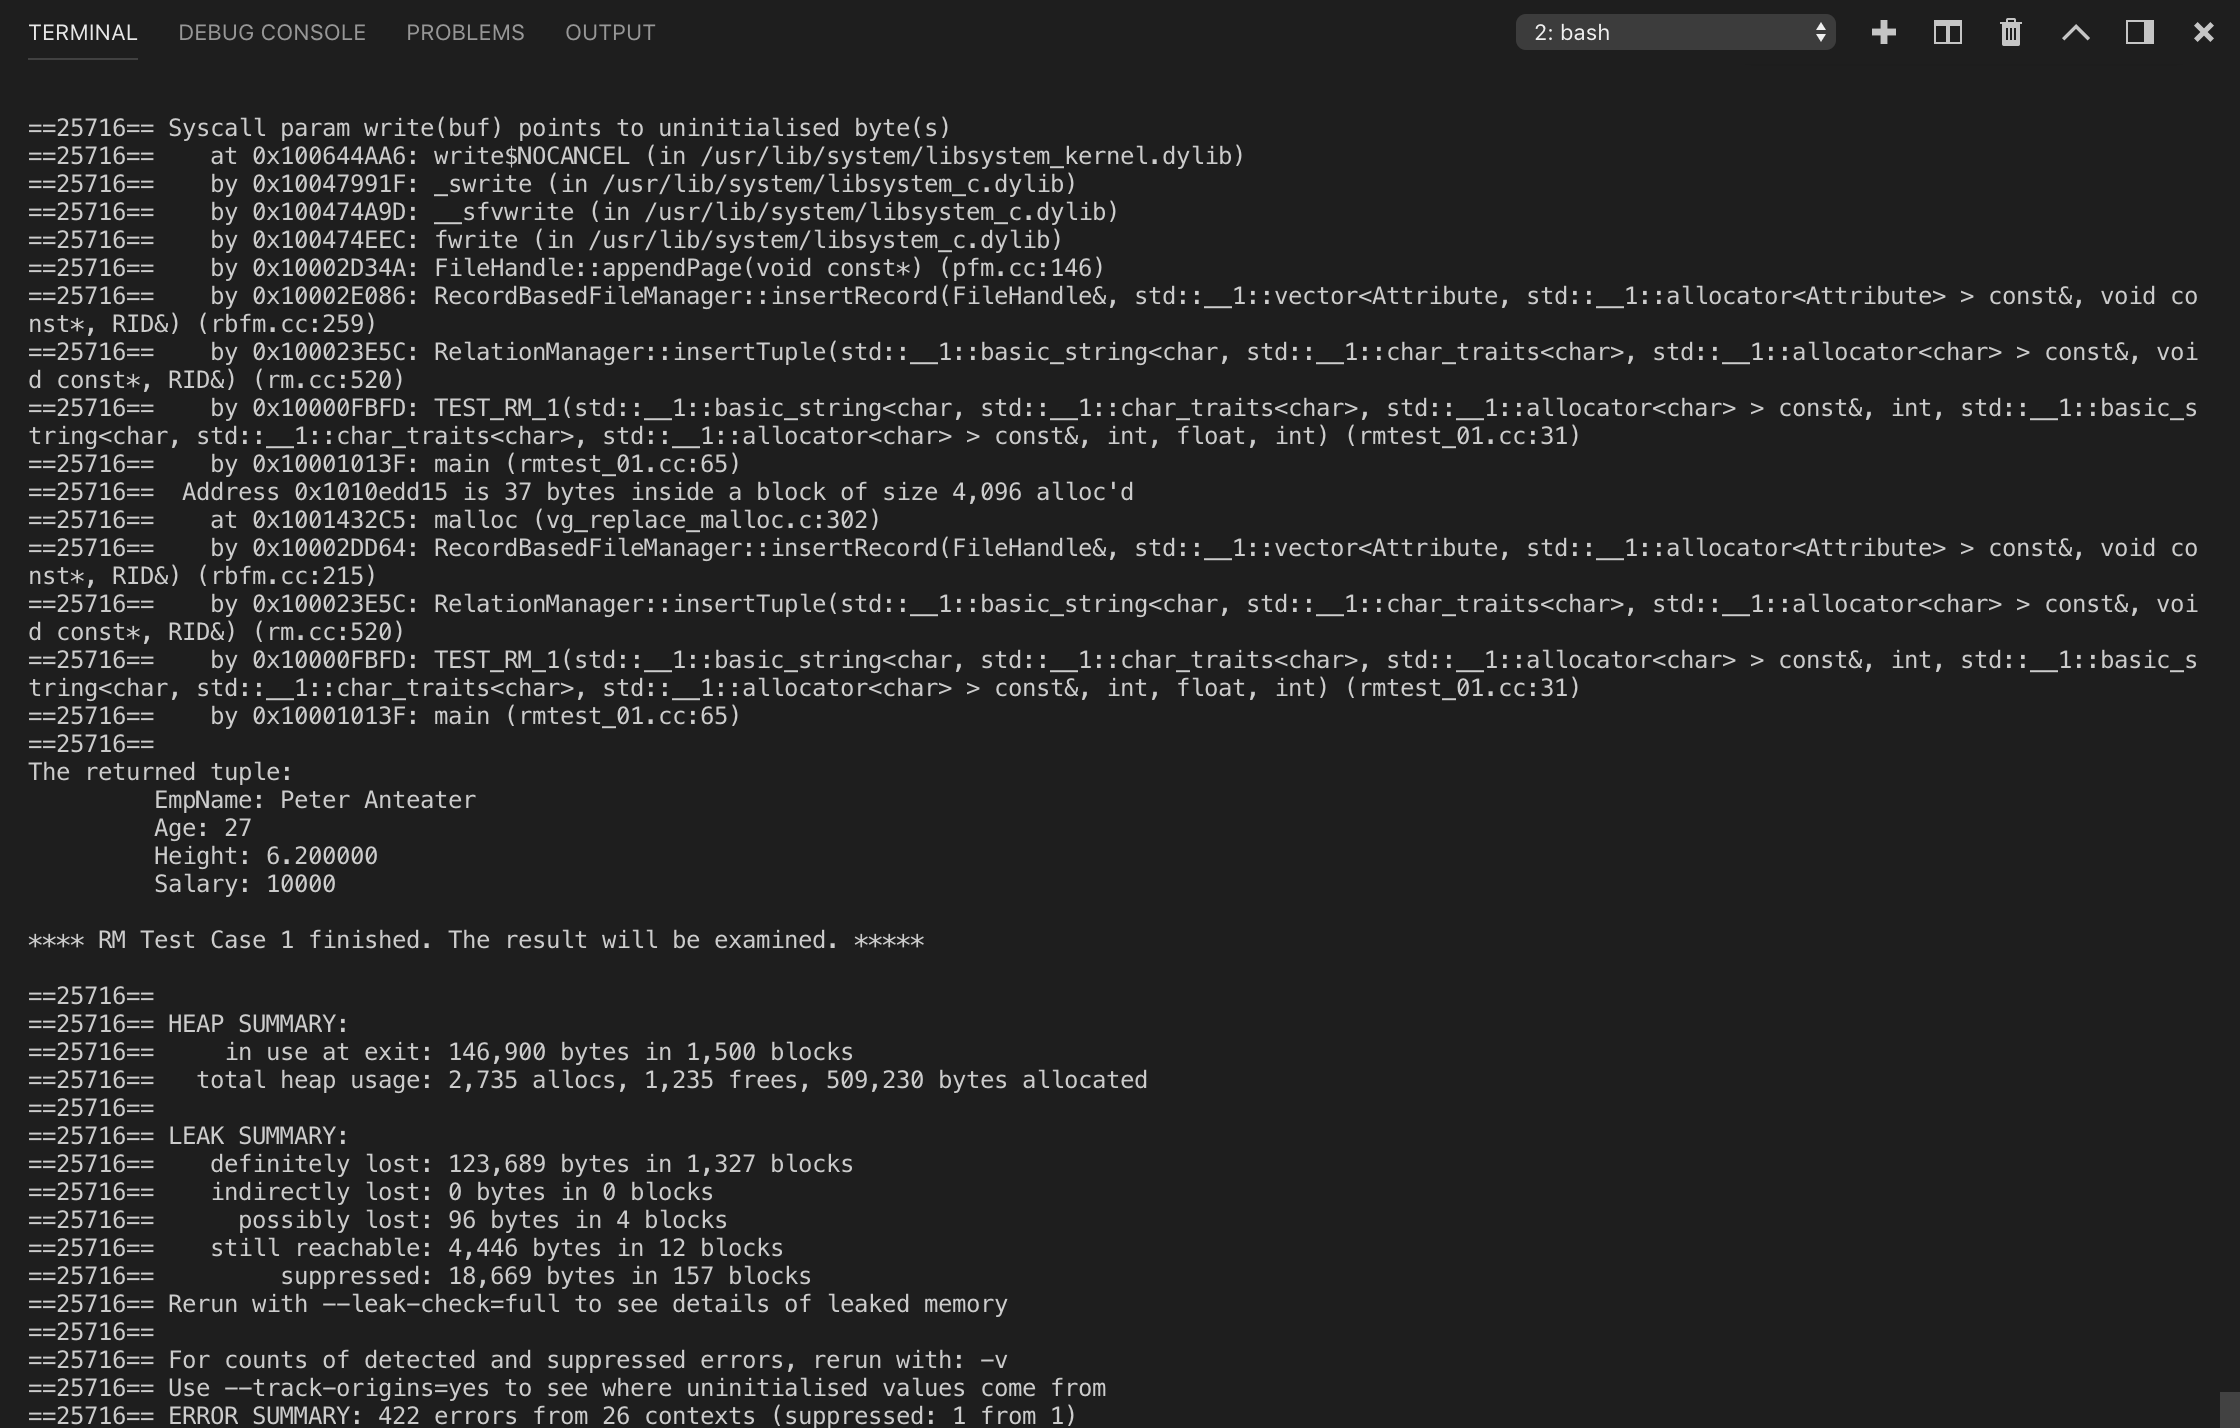 TERMINAL DEBUG CONSOLE PROBLEMS OUTPUT 2: bash
==25716== Syscall param write(buf) points to uninitialised byte(s)
==25716==    at 0x100644AA6: write$NOCANCEL (in /usr/lib/system/libsystem_kernel.dylib)
==25716==    by 0x10047991F: _swrite (in /usr/lib/system/libsystem_c.dylib)
==25716==    by 0x100474A9D: __sfvwrite (in /usr/lib/system/libsystem_c.dylib)
==25716==    by 0x100474EEC: fwrite (in /usr/lib/system/libsystem_c.dylib)
==25716==    by 0x10002D34A: FileHandle::appendPage(void const*) (pfm.cc:146)
==25716==    by 0x10002E086: RecordBasedFileManager::insertRecord(FileHandle&, std::__1::vector<Attribute, std::__1::allocator<Attribute> > const&, void co
nst*, RID&) (rbfm.cc:259)
==25716==    by 0x100023E5C: RelationManager::insertTuple(std::__1::basic_string<char, std::__1::char_traits<char>, std::__1::allocator<char> > const&, voi
d const*, RID&) (rm.cc:520)
==25716==    by 0x10000FBFD: TEST_RM_1(std::__1::basic_string<char, std::__1::char_traits<char>, std::__1::allocator<char> > const&, int, std::__1::basic_s
tring<char, std::__1::char_traits<char>, std::__1::allocator<char> > const&, int, float, int) (rmtest_01.cc:31)
==25716==    by 0x10001013F: main (rmtest_01.cc:65)
==25716==  Address 0x1010edd15 is 37 bytes inside a block of size 4,096 alloc'd
==25716==    at 0x1001432C5: malloc (vg_replace_malloc.c:302)
==25716==    by 0x10002DD64: RecordBasedFileManager::insertRecord(FileHandle&, std::__1::vector<Attribute, std::__1::allocator<Attribute> > const&, void co
nst*, RID&) (rbfm.cc:215)
==25716==    by 0x100023E5C: RelationManager::insertTuple(std::__1::basic_string<char, std::__1::char_traits<char>, std::__1::allocator<char> > const&, voi
d const*, RID&) (rm.cc:520)
==25716==    by 0x10000FBFD: TEST_RM_1(std::__1::basic_string<char, std::__1::char_traits<char>, std::__1::allocator<char> > const&, int, std::__1::basic_s
tring<char, std::__1::char_traits<char>, std::__1::allocator<char> > const&, int, float, int) (rmtest_01.cc:31)
==25716==    by 0x10001013F: main (rmtest_01.cc:65)
==25716==
The returned tuple:
         EmpName: Peter Anteater
         Age: 27
         Height: 6.200000
         Salary: 10000
**** RM Test Case 1 finished. The result will be examined. *****
==25716==
==25716== HEAP SUMMARY:
==25716==     in use at exit: 146,900 bytes in 1,500 blocks
==25716==   total heap usage: 2,735 allocs, 1,235 frees, 509,230 bytes allocated
==25716==
==25716== LEAK SUMMARY:
==25716==    definitely lost: 123,689 bytes in 1,327 blocks
==25716==    indirectly lost: 0 bytes in 0 blocks
==25716==      possibly lost: 96 bytes in 4 blocks
==25716==    still reachable: 4,446 bytes in 12 blocks
==25716==         suppressed: 18,669 bytes in 157 blocks
==25716== Rerun with --leak-check=full to see details of leaked memory
==25716==
==25716== For counts of detected and suppressed errors, rerun with: -v
==25716== Use --track-origins=yes to see where uninitialised values come from
==25716== ERROR SUMMARY: 422 errors from 26 contexts (suppressed: 1 from 1)